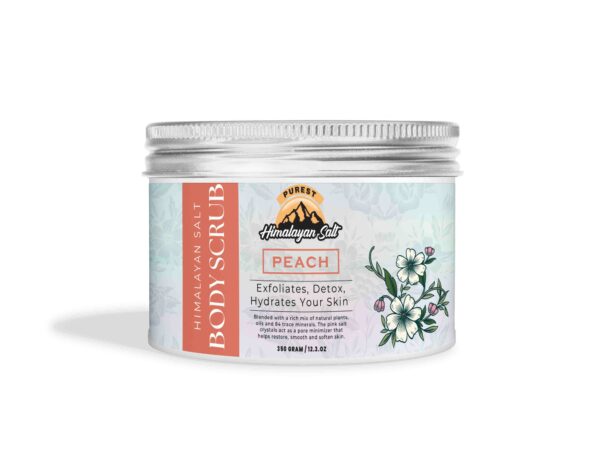 HIMALAYAN SALT
BODY SCRUB
PUREST
Himalayan Salt
PEACH
Exfoliates, Detox,
Hydrates Your Skin
Blended with a rich mix of natural plants,
oils and 84 trace minerals. The pink salt
crystals act as a pore minimizer that
helps restore, smooth and soften skin.
350 GRAM / 12.3.OZ